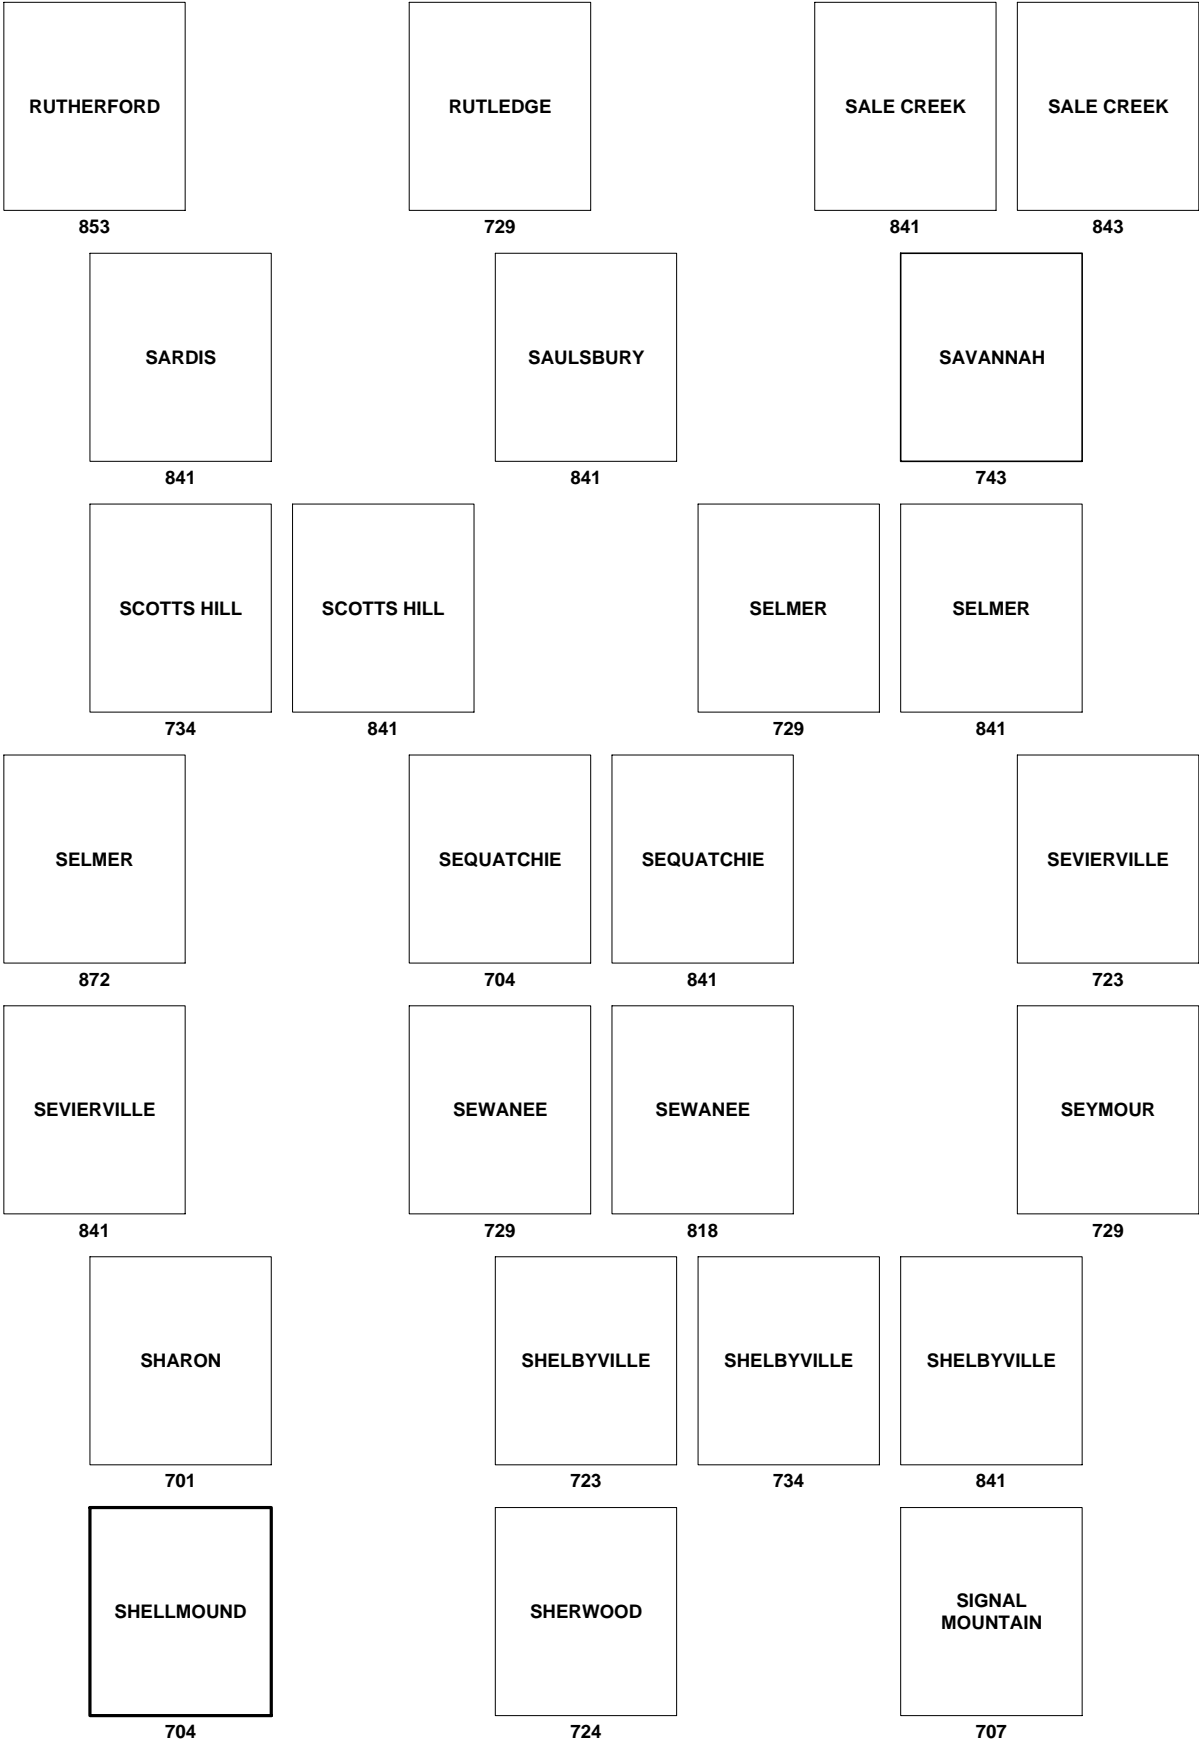 RUTHERFORD RUTLEDGE SALE CREEK SALE CREEK
853 729 841 843
SARDIS SAULSBURY SAVANNAH
841 841 743
SCOTTS HILL SCOTTS HILL SELMER SELMER
734 841 729 841
SELMER SEQUATCHIE SEQUATCHIE SEVIERVILLE
872 704 841 723
SEVIERVILLE SEWANEE SEWANEE SEYMOUR
841 729 818 729
SHARON SHELBYVILLE SHELBYVILLE SHELBYVILLE
701 723 734 841
SHELLMOUND SHERWOOD SIGNAL
MOUNTAIN
704 724 707